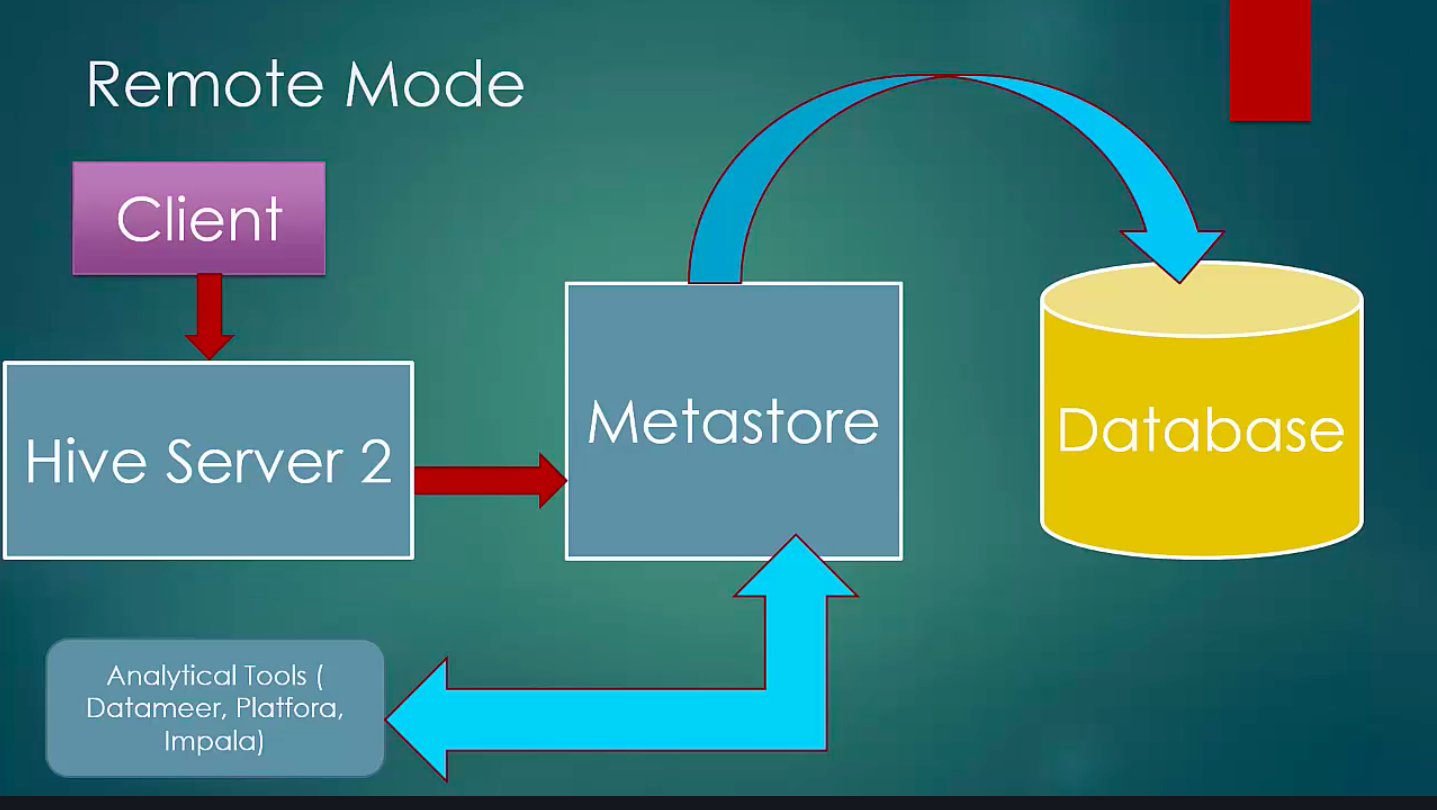 Remote Mode
Client
Hive Server 2
Metastore
Database
Analytical Tools (
Datameer, Platfora,
Impala)